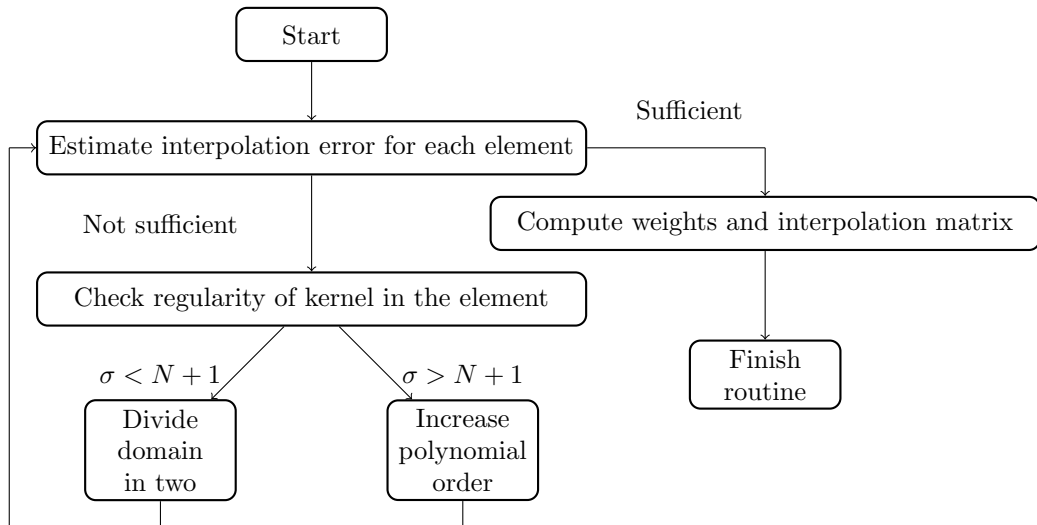 Start
Sufficient
Estimate interpolation error for each element
Compute weights and interpolation matrix
Not sufficient
Check regularity of kernel in the element
Finish
routine
σ < N + 1
σ > N + 1
Divide
domain
in two
Increase
polynomial
order